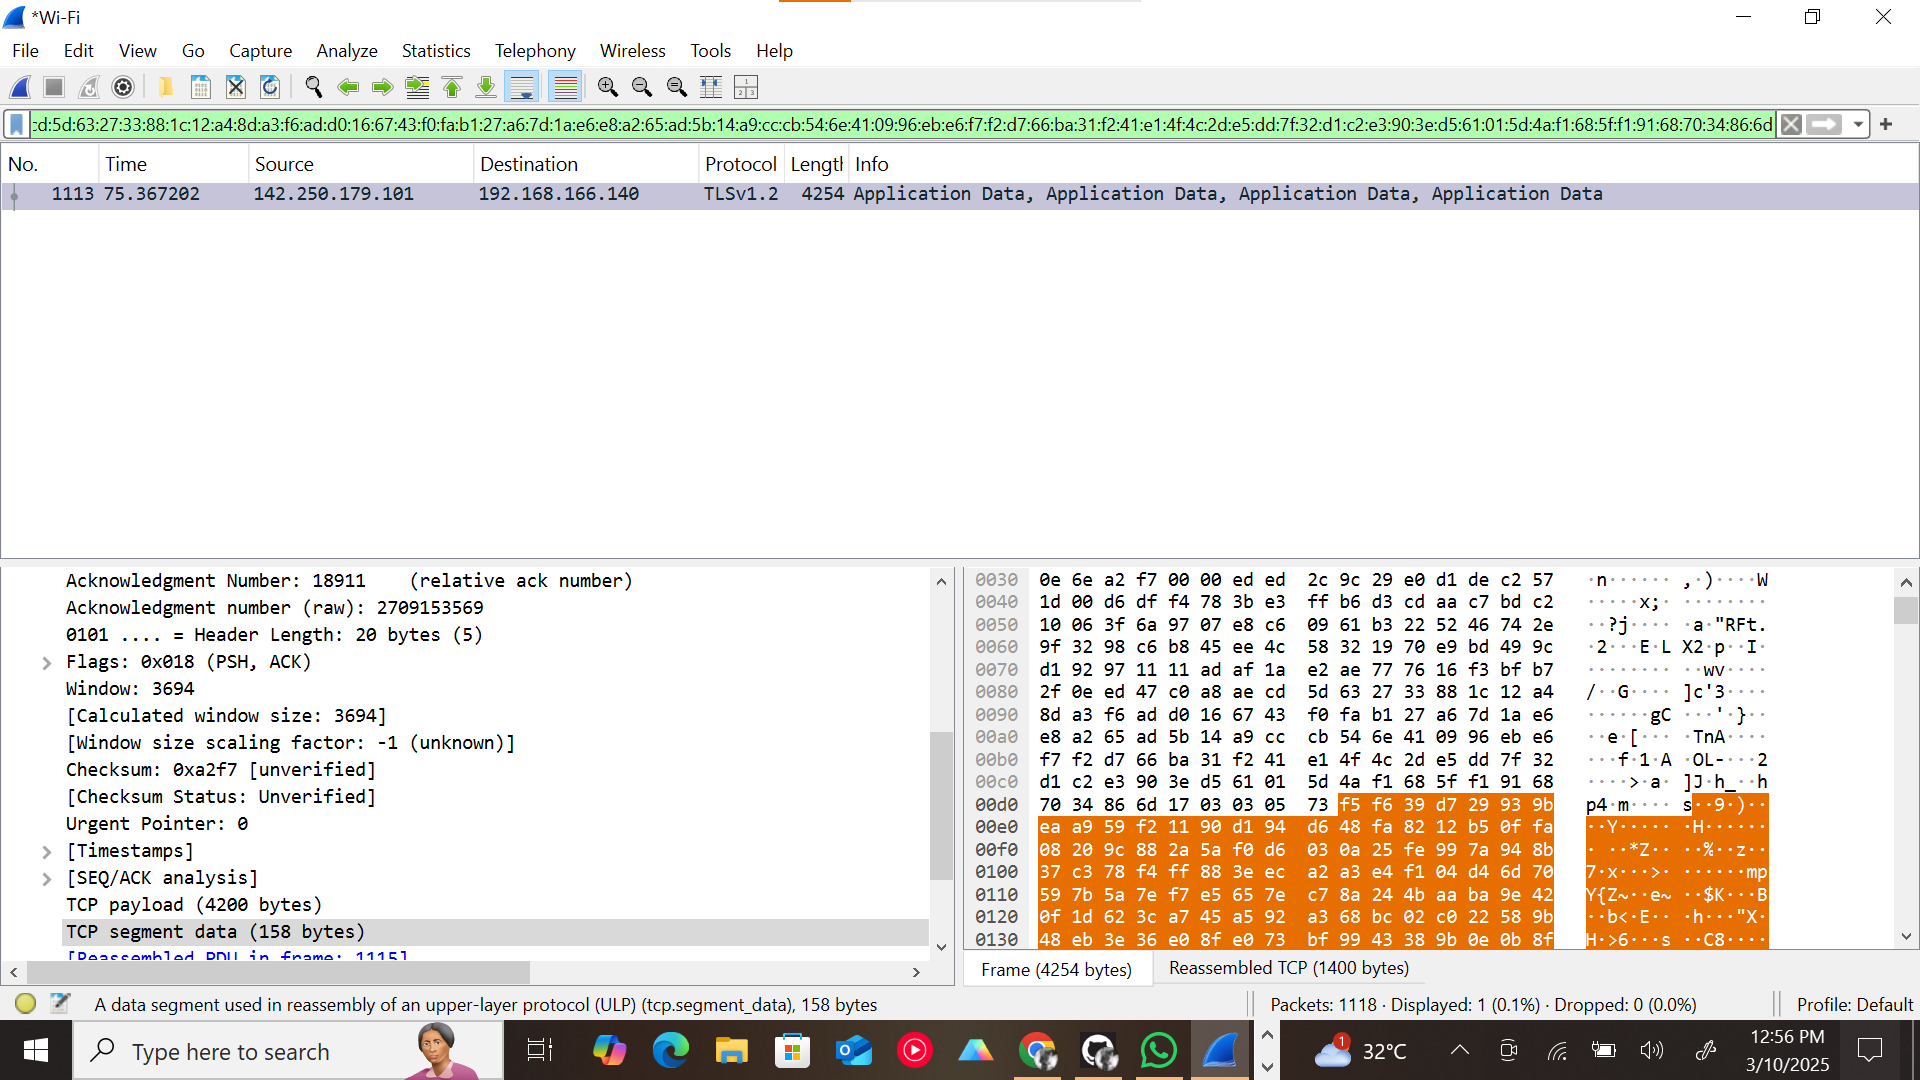 *Wi-Fi
File Edit View Go Capture Analyze Statistics Telephony Wireless Tools Help
:d:5d:63:27:33:88:1c:12:a4:8d:a3:f6:ad:d0:16:67:43:f0:fa:b1:27:a6:7d:1a:e6:e8:a2:65:ad:5b:14:a9:cc:cb:54:6e:41:09:96:eb:e6:f7:f2:d7:66:ba:31:f2:41:e1:4f:4c:2d:e5:dd:7f:32:d1:c2:e3:90:3e:d5:61:01:5d:4a:f1:68:5f:f1:91:68:70:34:86:6d
No. Time Source Destination Protocol Length Info
1113 75.367202 142.250.179.101 192.168.166.140 TLSv1.2 4254 Application Data, Application Data, Application Data, Application Data
Acknowledgment Number: 18911 (relative ack number)
Acknowledgment number (raw): 2709153569
0101 .... = Header Length: 20 bytes (5)
Flags: 0x018 (PSH, ACK)
Window: 3694
[Calculated window size: 3694]
[Window size scaling factor: -1 (unknown)]
Checksum: 0xa2f7 [unverified]
[Checksum Status: Unverified]
Urgent Pointer: 0
[Timestamps]
[SEQ/ACK analysis]
TCP payload (4200 bytes)
TCP segment data (158 bytes)
[Reassembled PDU in frame: 1115]
0030 0e 6e a2 f7 00 00 ed ed 2c 9c 29 e0 d1 de c2 57 ·n······ ,·)····W
0040 1d 00 d6 df f4 78 3b e3 ff b6 d3 cd aa c7 bd c2 ·····x;· ········
0050 10 06 3f 6a 97 07 e8 c6 09 61 b3 22 52 46 74 2e ··?j···· ·a·"RFt.
0060 9f 32 98 c6 b8 45 ee 4c 58 32 19 70 e9 bd 49 9c ·2···E·L X2·p··I·
0070 d1 92 97 11 11 ad af 1a e2 ae 77 76 16 f3 bf b7 ········ ··wv····
0080 2f 0e ed 47 c0 a8 ae cd 5d 63 27 33 88 1c 12 a4 /··G···· ]c'3····
0090 8d a3 f6 ad d0 16 67 43 f0 fa b1 27 a6 7d 1a e6 ······gC ···'·}··
00a0 e8 a2 65 ad 5b 14 a9 cc cb 54 6e 41 09 96 eb e6 ··e·[··· ·TnA····
00b0 f7 f2 d7 66 ba 31 f2 41 e1 4f 4c 2d e5 dd 7f 32 ···f·1·A ·OL-···2
00c0 d1 c2 e3 90 3e d5 61 01 5d 4a f1 68 5f f1 91 68 ····>·a· ]J·h_··h
00d0 70 34 86 6d 17 03 03 05 73 f5 f6 39 d7 29 93 9b p4·m···· s··9·)··
00e0 ea a9 59 f2 11 90 d1 94 d6 48 fa 82 12 b5 0f fa ··Y····· ·H······
00f0 08 20 9c 88 2a 5a f0 d6 03 0a 25 fe 99 7a 94 8b · ··*Z·· ··%··z··
0100 37 c3 78 f4 ff 88 3e ec a2 a3 e4 f1 04 d4 6d 70 7·x···>· ······mp
0110 59 7b 5a 7e f7 e5 65 7e c7 8a 24 4b aa ba 9e 42 Y{Z~··e~ ··$K···B
0120 0f 1d 62 3c a7 45 a5 92 a3 68 bc 02 c0 22 58 9b ··b<·E·· ·h···"X·
0130 48 eb 3e 36 e0 8f e0 73 bf 99 43 38 9b 0e 0b 8f H·>6···s ··C8····
Frame (4254 bytes) Reassembled TCP (1400 bytes)
A data segment used in reassembly of an upper-layer protocol (ULP) (tcp.segment_data), 158 bytes
Packets: 1118 · Displayed: 1 (0.1%) · Dropped: 0 (0.0%)
Profile: Default
Type here to search
1
32°C
12:56 PM
3/10/2025